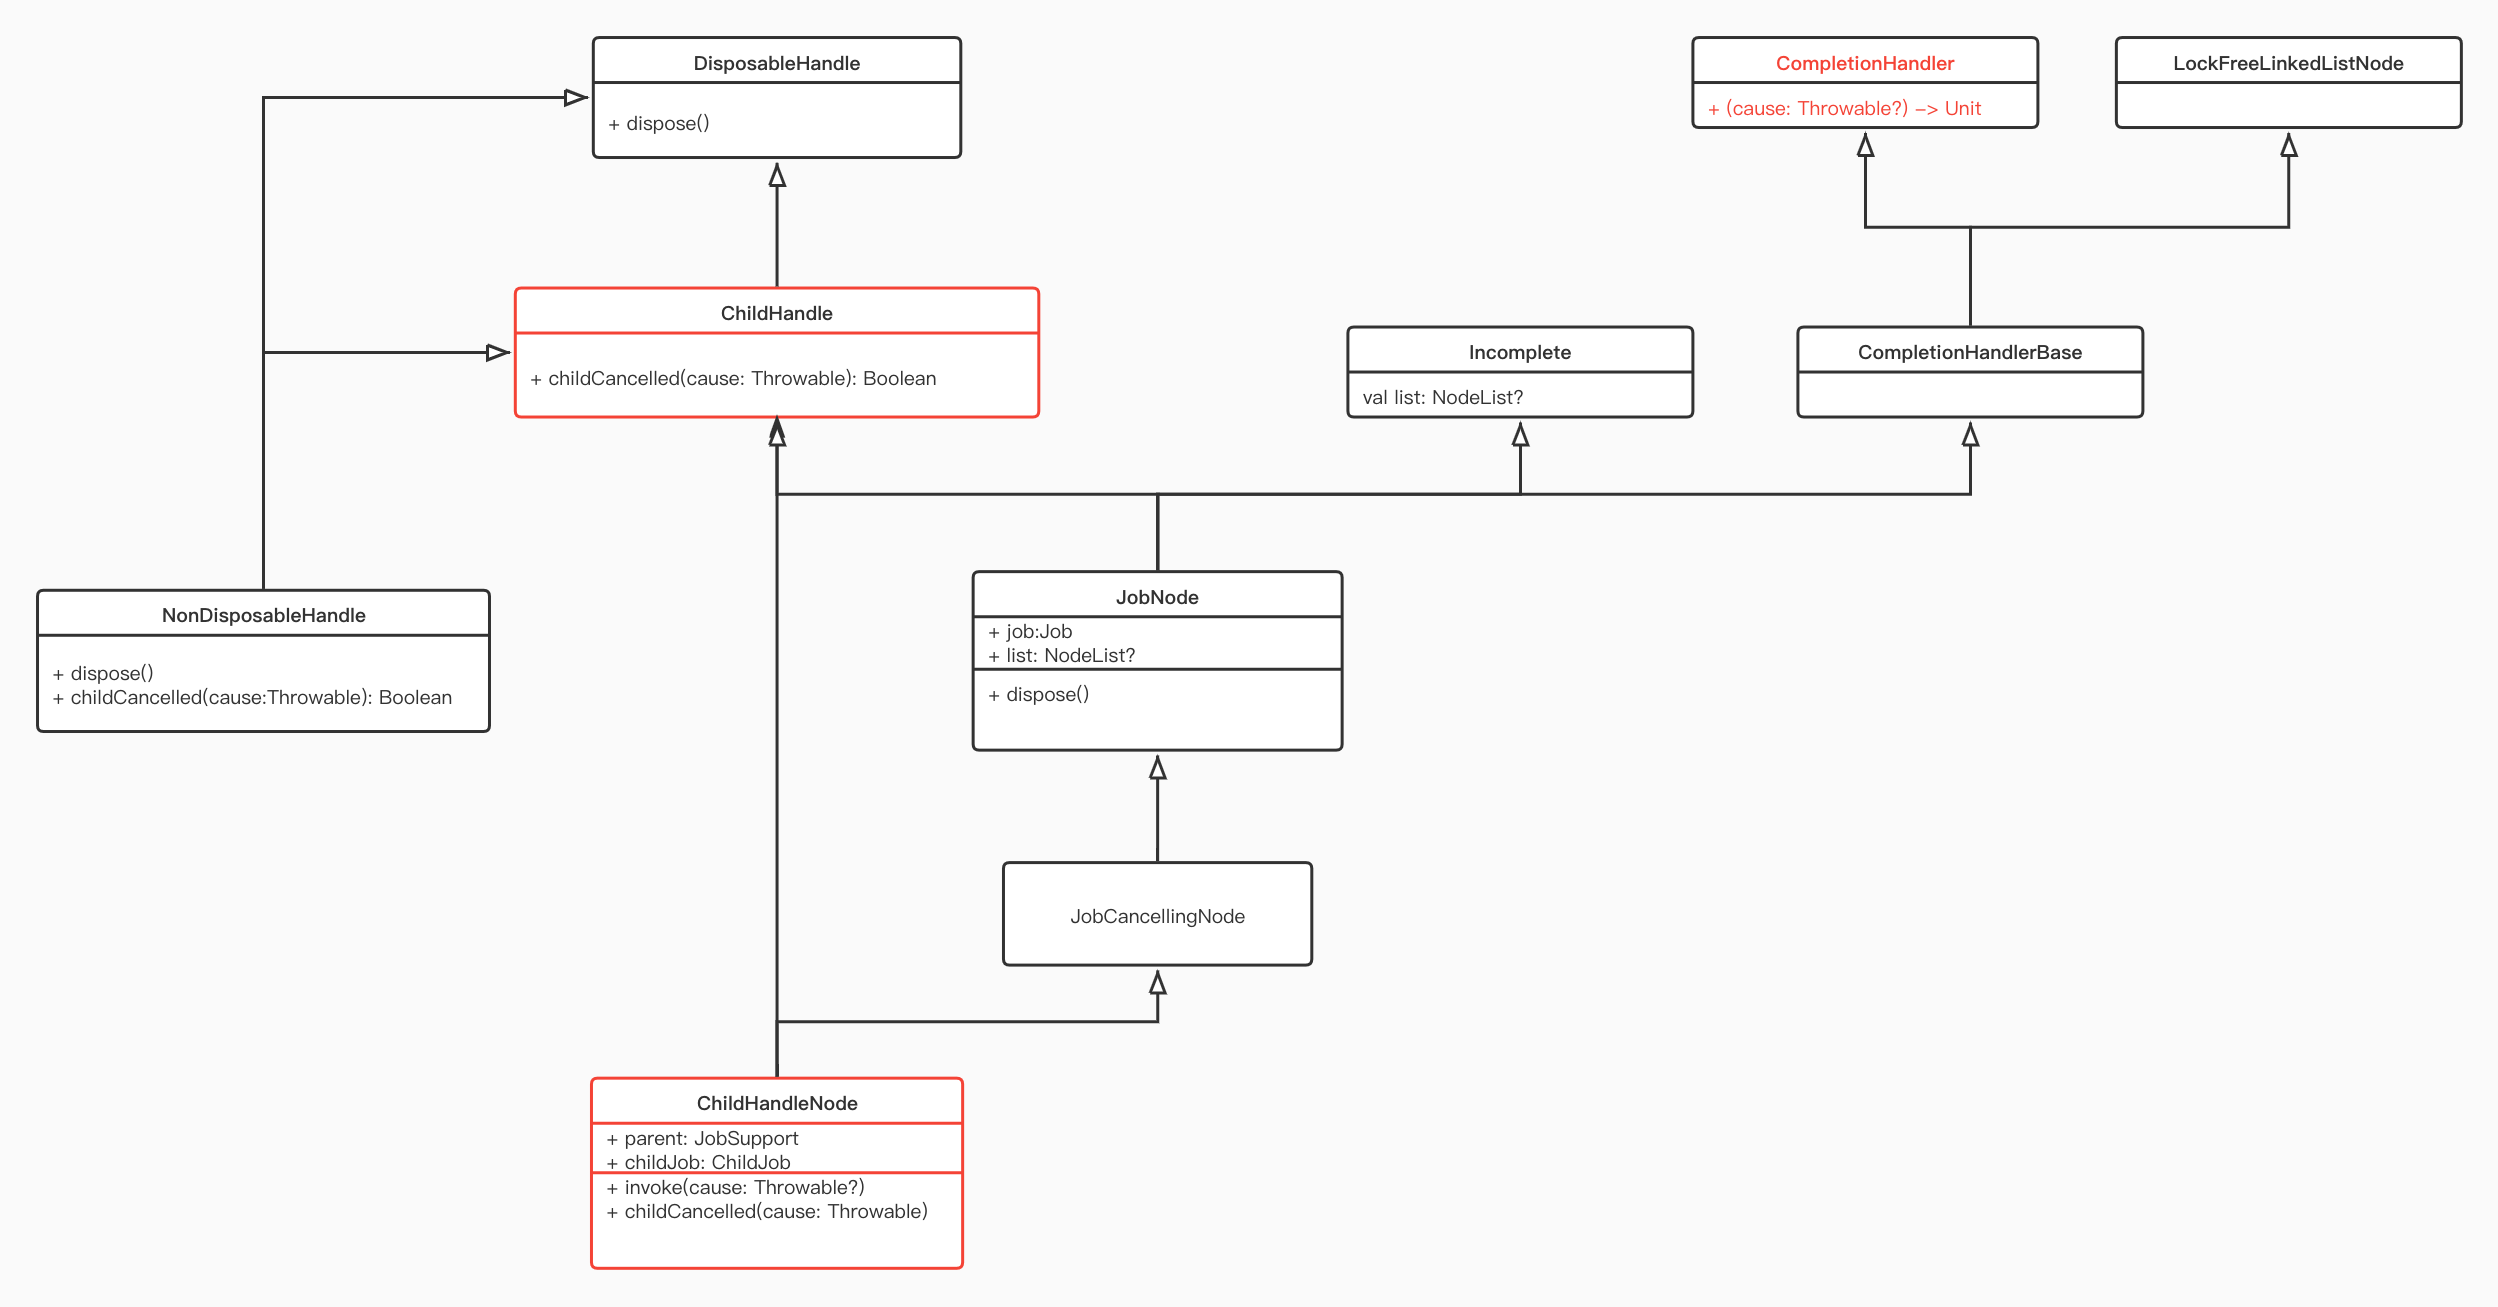 DisposableHandle
+ dispose()
CompletionHandler
+ (cause: Throwable?) –> Unit
LockFreeLinkedListNode
ChildHandle
+ childCancelled(cause: Throwable): Boolean
Incomplete
val list: NodeList?
CompletionHandlerBase
NonDisposableHandle
+ dispose()
+ childCancelled(cause:Throwable): Boolean
JobNode
+ job:Job
+ list: NodeList?
+ dispose()
JobCancellingNode
ChildHandleNode
+ parent: JobSupport
+ childJob: ChildJob
+ invoke(cause: Throwable?)
+ childCancelled(cause: Throwable)